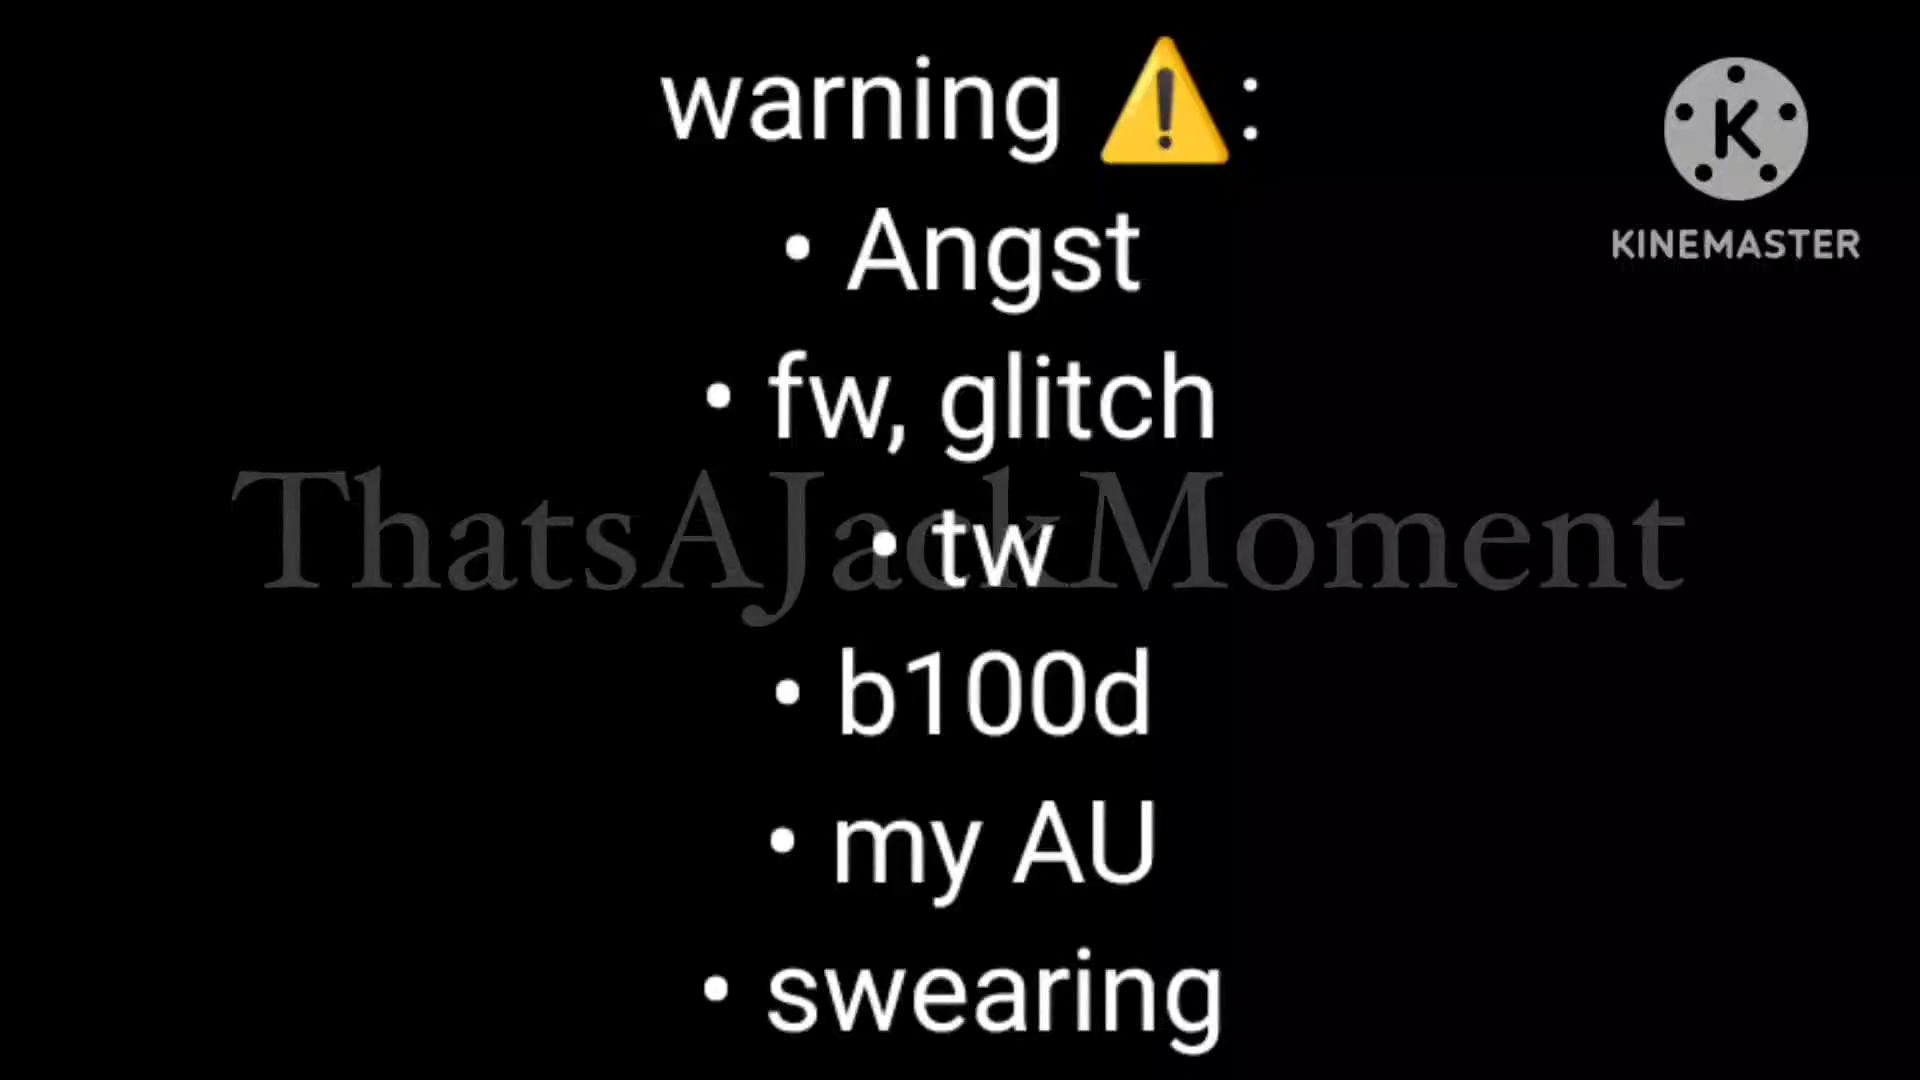 warning ⚠️:
• Angst
• fw, glitch
• tw
• b100d
• my AU
• swearing
ThatsAJackMoment
K
KINEMASTER